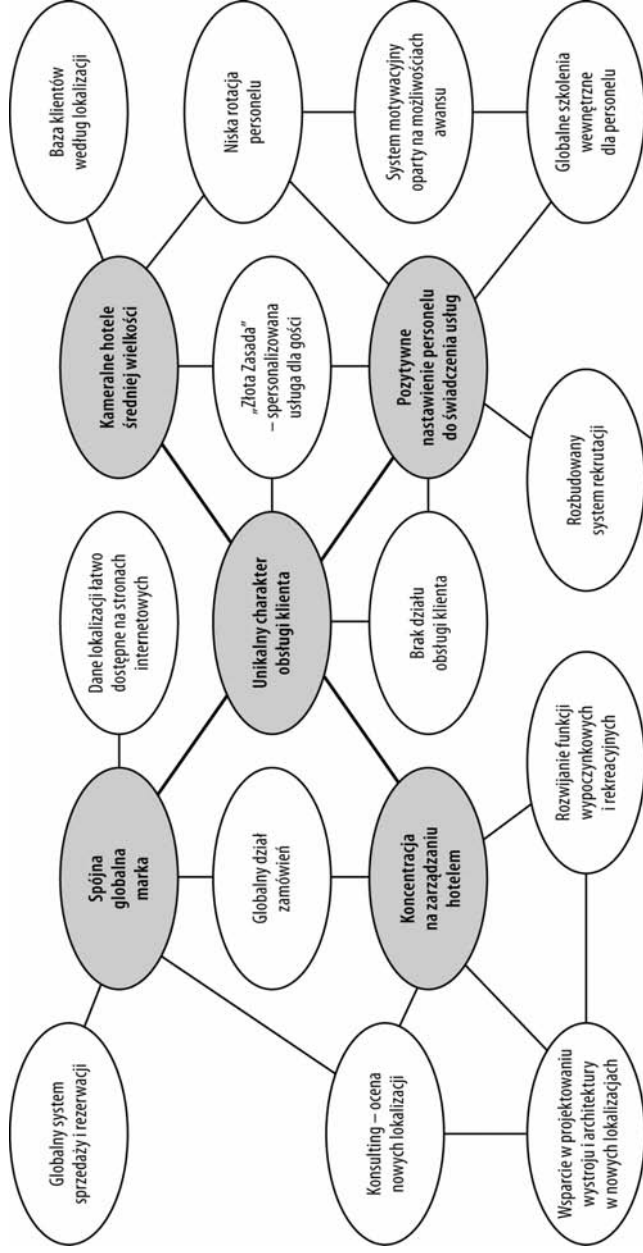 Globalny system
sprzedaży i rezerwacji
Spójna
globalna
marka
Dane lokalizacji łatwo
dostępne na stronach
internetowych
Kameralne hotele
średniej wielkości
Baza klientów
według lokalizacji
Globalny dział
zamówień
Unikalny charakter
obsługi klienta
„Złota Zasada”
– spersonalizowana
usługa dla gości
Niska rotacja
personelu
Konsulting – ocena
nowych lokalizacji
Koncentracja
na zarządzaniu
hotelem
Brak działu
obsługi klienta
Pozytywne
nastawienie personelu
do świadczenia usług
System motywacyjny
oparty na możliwościach
awansu
Wsparcie w projektowaniu
wystroju i architektury
w nowych lokalizacjach
Rozwijanie funkcji
wypoczynkowych
i rekreacyjnych
Rozbudowany
system rekrutacji
Globalne szkolenia
wewnętrzne
dla personelu